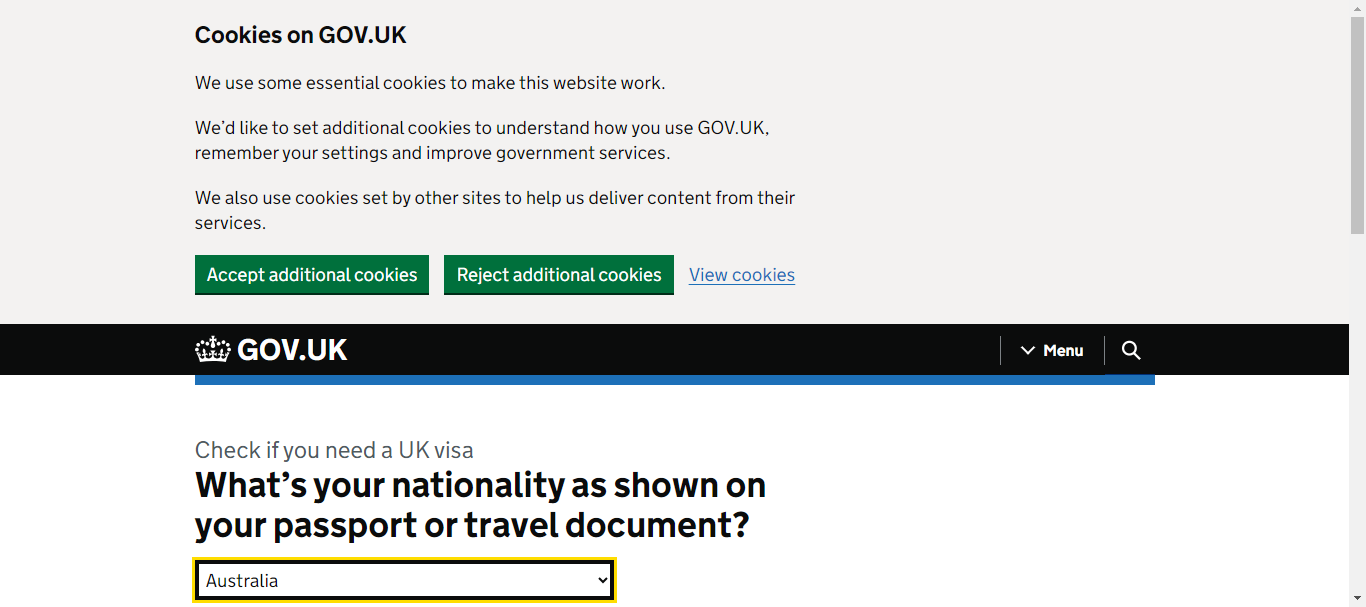 Cookies on GOV.UK
We use some essential cookies to make this website work.
We’d like to set additional cookies to understand how you use GOV.UK,
remember your settings and improve government services.
We also use cookies set by other sites to help us deliver content from their
services.
Accept additional cookies Reject additional cookies View cookies
GOV.UK Menu
Check if you need a UK visa
What’s your nationality as shown on
your passport or travel document?
Australia